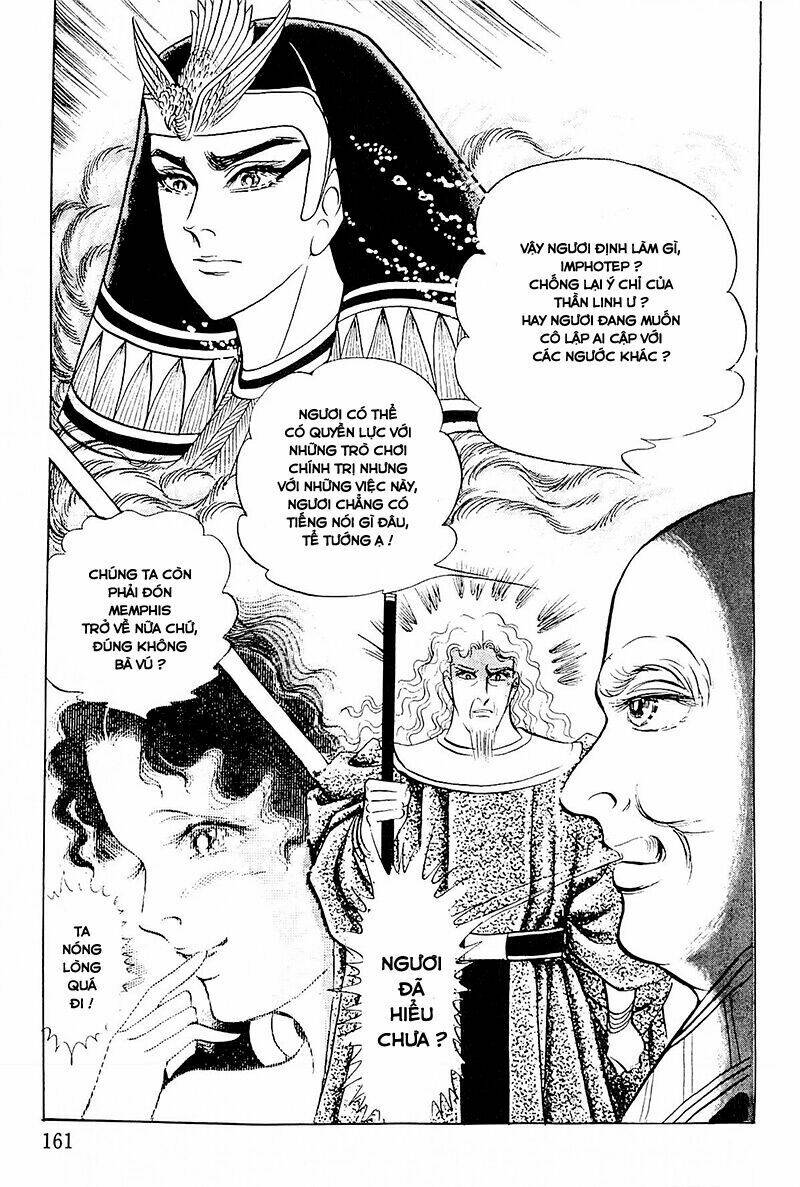 VẬY NGƯƠI ĐỊNH LÀM GÌ,
IMPHOTEP ?
CHỐNG LẠI Ý CHỈ CỦA
THẦN LINH Ư ?
HAY NGƯƠI ĐANG MUỐN
CÔ LẬP AI CẬP VỚI
CÁC NGƯỚC KHÁC ?
NGƯƠI CÓ THỂ
CÓ QUYỀN LỰC VỚI
NHỮNG TRÒ CHƠI
CHÍNH TRỊ NHƯNG
VỚI NHỮNG VIỆC NÀY,
NGƯƠI CHẲNG CÓ
TIẾNG NÓI GÌ ĐÂU,
TỂ TƯỚNG Ạ !
CHÚNG TA CÒN
PHẢI ĐÓN
MEMPHIS
TRỞ VỀ NỮA CHỨ,
ĐÚNG KHÔNG
BÀ VÚ ?
TA
NÓNG
LÒNG
QUÁ
ĐI !
NGƯƠI
ĐÃ
HIỂU
CHƯA ?
161